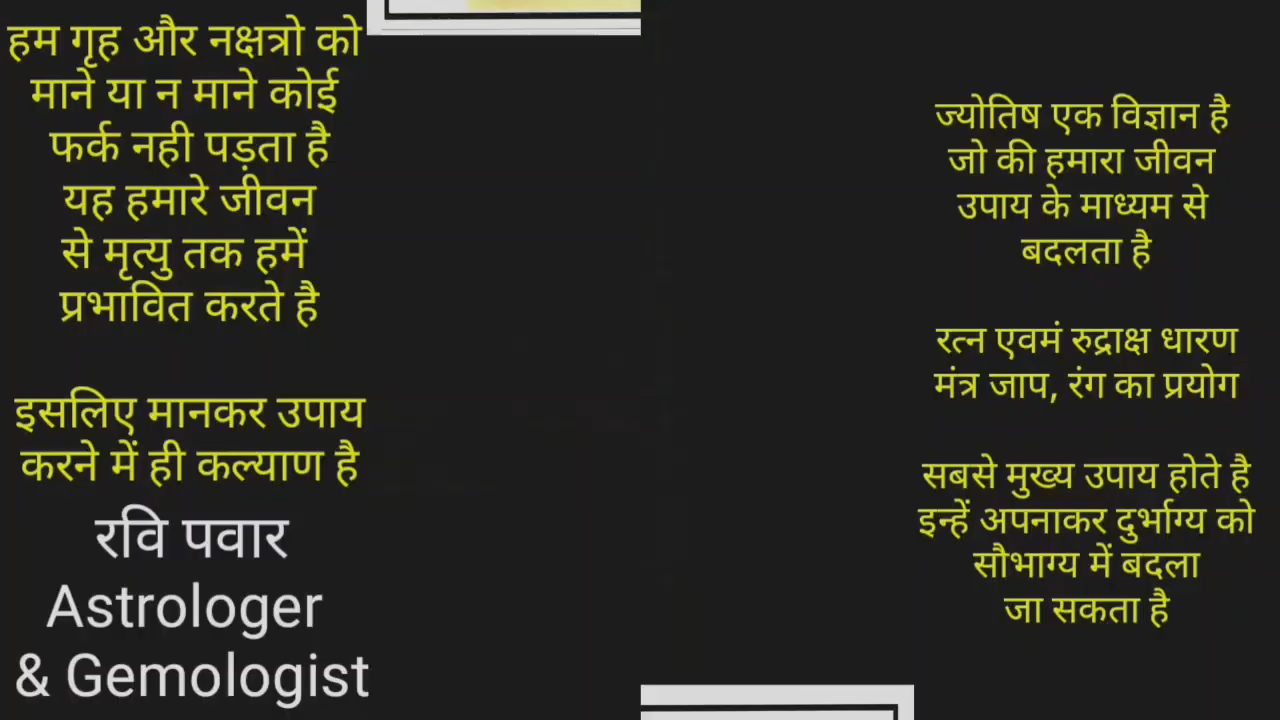 हम गृह और नक्षत्रो को
माने या न माने कोई
फर्क नही पड़ता है
यह हमारे जीवन
से मृत्यु तक हमें
प्रभावित करते है
इसलिए मानकर उपाय
करने में ही कल्याण है
रवि पवार
Astrologer
& Gemologist
ज्योतिष एक विज्ञान है
जो की हमारा जीवन
उपाय के माध्यम से
बदलता है
रत्न एवमं रुद्राक्ष धारण
मंत्र जाप, रंग का प्रयोग
सबसे मुख्य उपाय होते है
इन्हें अपनाकर दुर्भाग्य को
सौभाग्य में बदला
जा सकता है